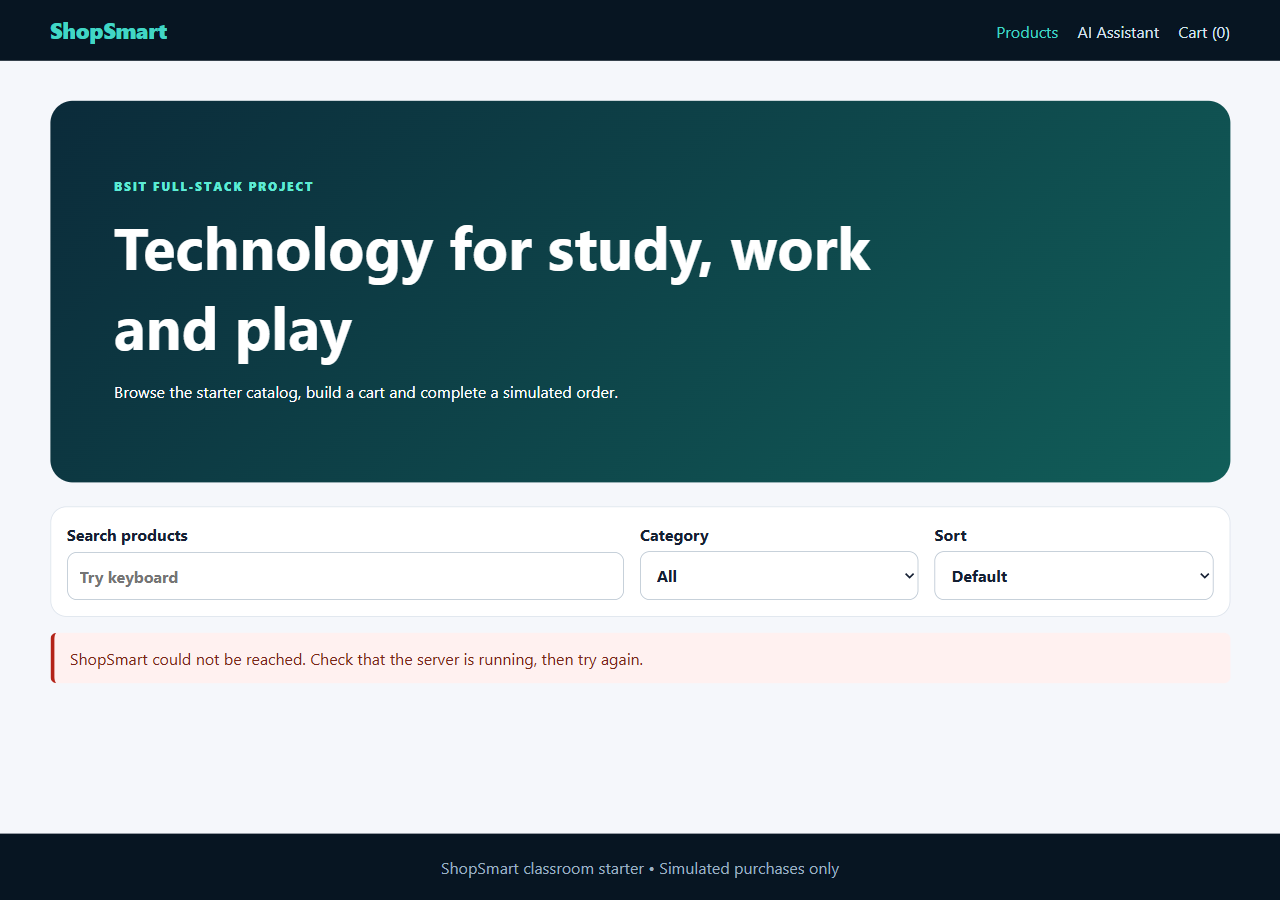 ShopSmart
Products
AI Assistant
Cart (0)
BSIT FULL-STACK PROJECT
Technology for study, work
and play
Browse the starter catalog, build a cart and complete a simulated order.
Search products
Try keyboard
Category
All
Sort
Default
ShopSmart could not be reached. Check that the server is running, then try again.
ShopSmart classroom starter • Simulated purchases only